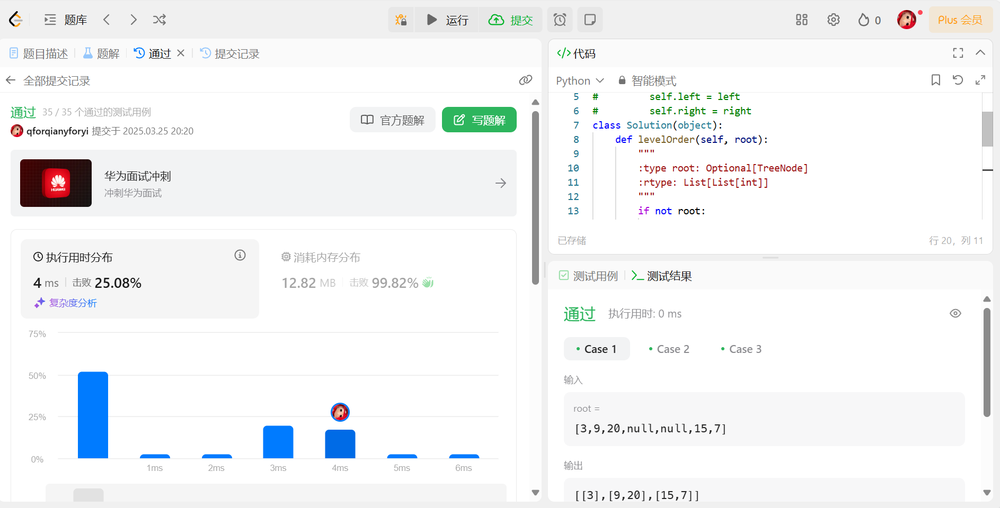 题库
运行
提交
0
Plus 会员
题目描述
题解
通过
提交记录
全部提交记录
通过
35 / 35 个通过的测试用例
qforqianyforyi 提交于 2025.03.25 20:20
官方题解
写题解
HUAWEI
华为面试冲刺
冲刺华为面试
执行用时分布
4 ms
击败 25.08%
复杂度分析
消耗内存分布
12.82 MB
击败 99.82%
75%
50%
25%
0%
1ms
2ms
3ms
4ms
5ms
6ms
</> 代码
Python
智能模式
5 #         self.left = left
6 #         self.right = right
7 class Solution(object):
8     def levelOrder(self, root):
9         """
10         :type root: Optional[TreeNode]
11         :rtype: List[List[int]]
12         """
13         if not root:
已存储
行 20，列 11
测试用例
测试结果
通过
执行用时: 0 ms
Case 1
Case 2
Case 3
输入
root =
[3,9,20,null,null,15,7]
输出
[[3],[9,20],[15,7]]